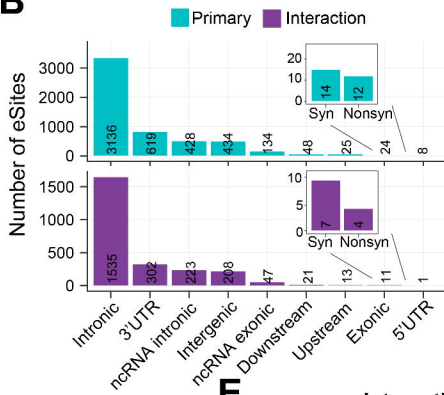 B
Primary
Interaction
Number of eSites
3000
2000
1000
0
3136
619
428
434
134
48
25
24
8
20
10
0
14
12
Syn Nonsyn
1500
1000
500
0
1535
302
223
208
47
21
13
11
1
10
5
0
7
4
Syn Nonsyn
Intronic
3'UTR
ncRNA intronic
Intergenic
ncRNA exonic
Downstream
Upstream
Exonic
5'UTR